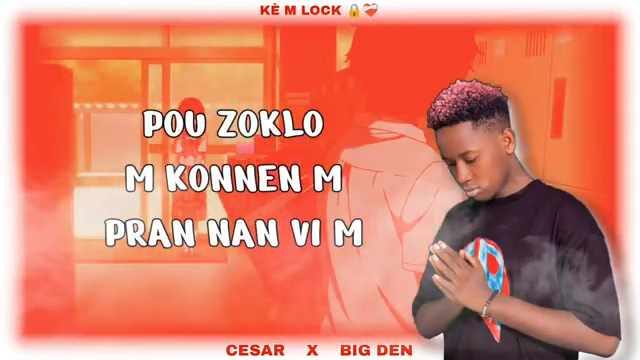 KÈ M LOCK 🔒❤️‍🩹
POU ZOKLO
M KONNEN M
PRAN NAN VI M
CESAR X BIG DEN